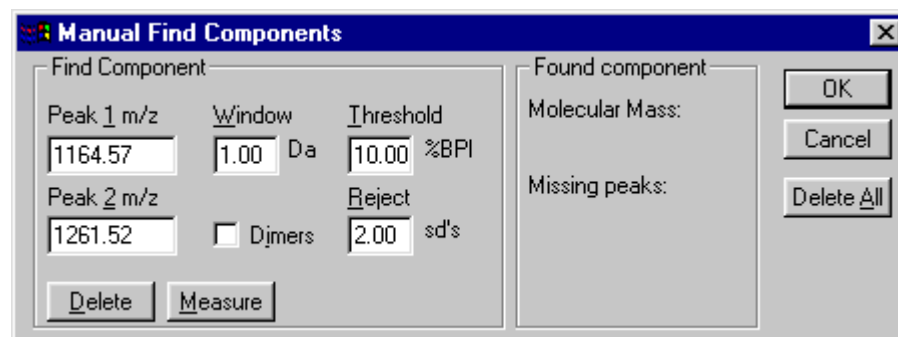 Manual Find Components
Find Component
Peak 1 m/z
Window
Threshold
1164.57
1.00 Da
10.00 %BPI
Peak 2 m/z
Reject
1261.52
Dimers
2.00 sd's
Delete
Measure
Found component
Molecular Mass:
Missing peaks:
OK
Cancel
Delete All